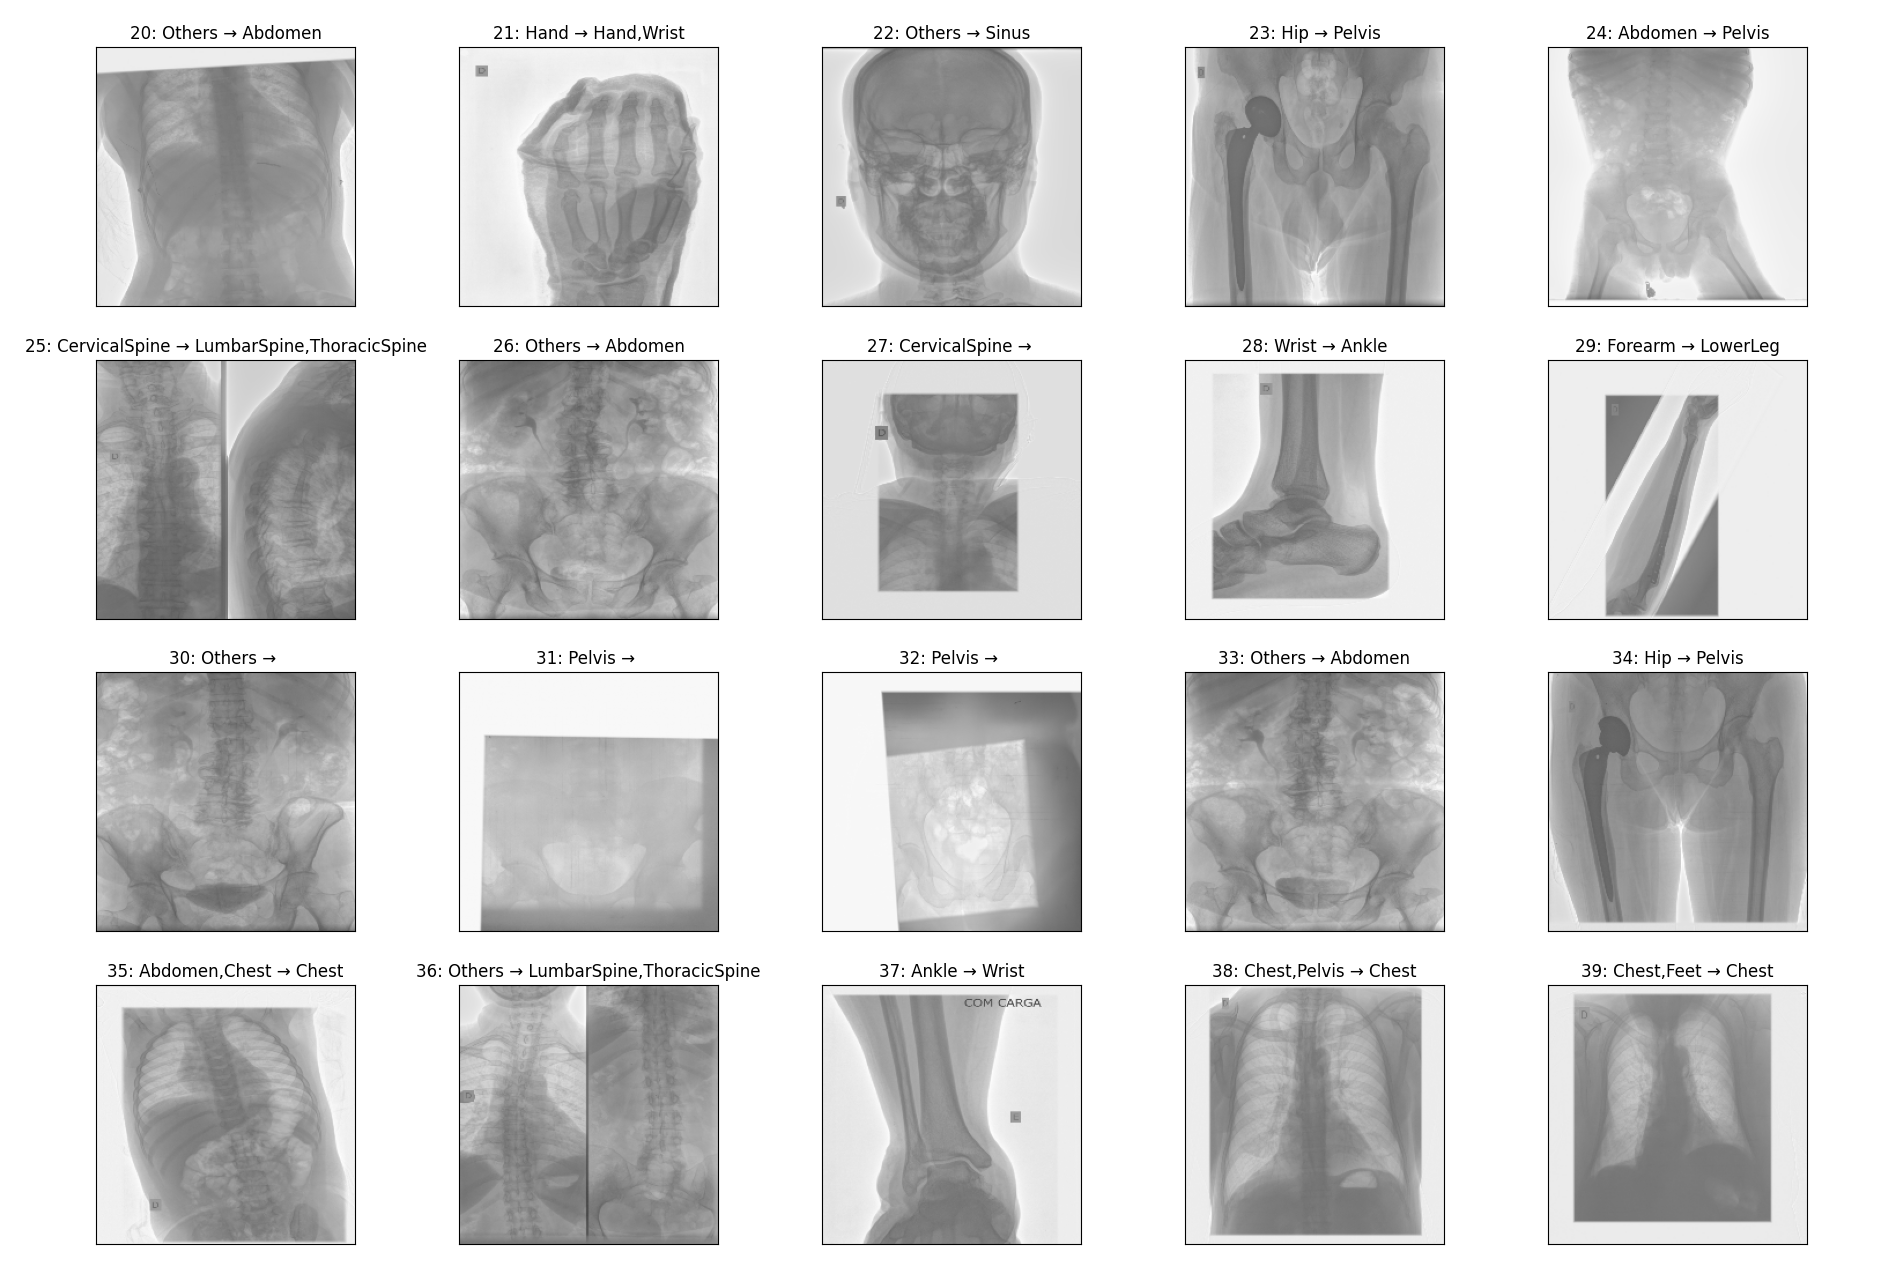 20: Others → Abdomen
21: Hand → Hand,Wrist
22: Others → Sinus
23: Hip → Pelvis
24: Abdomen → Pelvis
D
25: CervicalSpine → LumbarSpine,ThoracicSpine
26: Others → Abdomen
27: CervicalSpine →
28: Wrist → Ankle
29: Forearm → LowerLeg
D
D
30: Others →
31: Pelvis →
32: Pelvis →
33: Others → Abdomen
34: Hip → Pelvis
35: Abdomen,Chest → Chest
36: Others → LumbarSpine,ThoracicSpine
37: Ankle → Wrist
38: Chest,Pelvis → Chest
39: Chest,Feet → Chest
COM CARGA
D
E